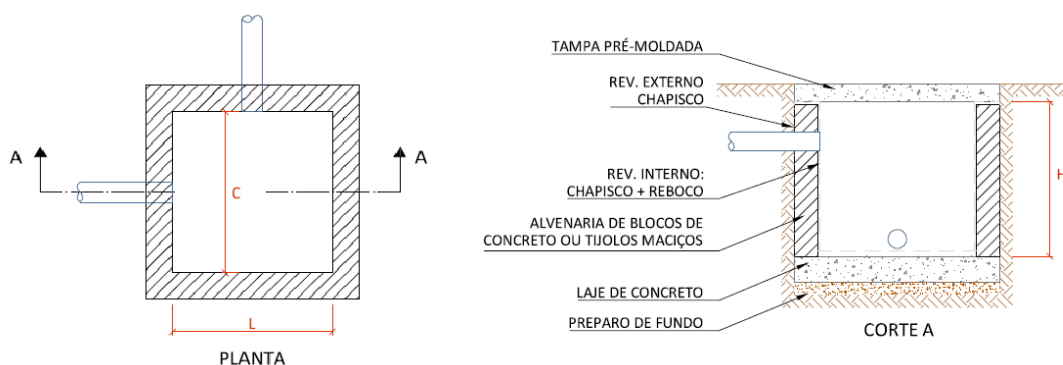 A
A
C
L
PLANTA
TAMPA PRÉ-MOLDADA
REV. EXTERNO
CHAPISCO
REV. INTERNO:
CHAPISCO + REBOCO
ALVENARIA DE BLOCOS DE
CONCRETO OU TIJOLOS MACIÇOS
LAJE DE CONCRETO
PREPARO DE FUNDO
H
CORTE A